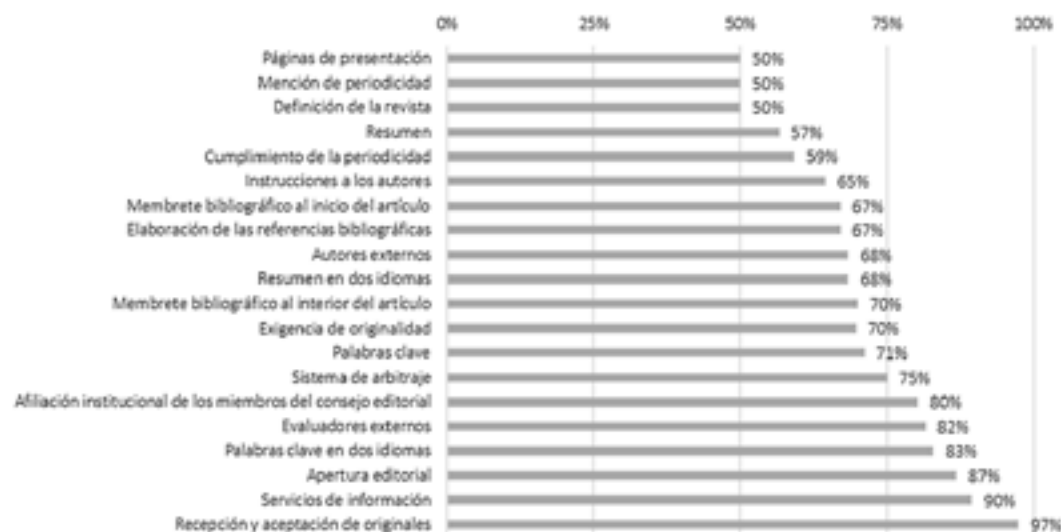 0% 25% 50% 75% 100%
Páginas de presentación 50%
Mención de periodicidad 50%
Definición de la revista 50%
Resumen 57%
Cumplimiento de la periodicidad 59%
Instrucciones a los autores 65%
Membrete bibliográfico al inicio del artículo 67%
Elaboración de las referencias bibliográficas 67%
Autores externos 68%
Resumen en dos idiomas 68%
Membrete bibliográfico al interior del artículo 70%
Exigencia de originalidad 70%
Palabras clave 71%
Sistema de arbitraje 75%
Afiliación institucional de los miembros del consejo editorial 80%
Evaluadores externos 82%
Palabras clave en dos idiomas 83%
Apertura editorial 87%
Servicios de información 90%
Recepción y aceptación de originales 97%